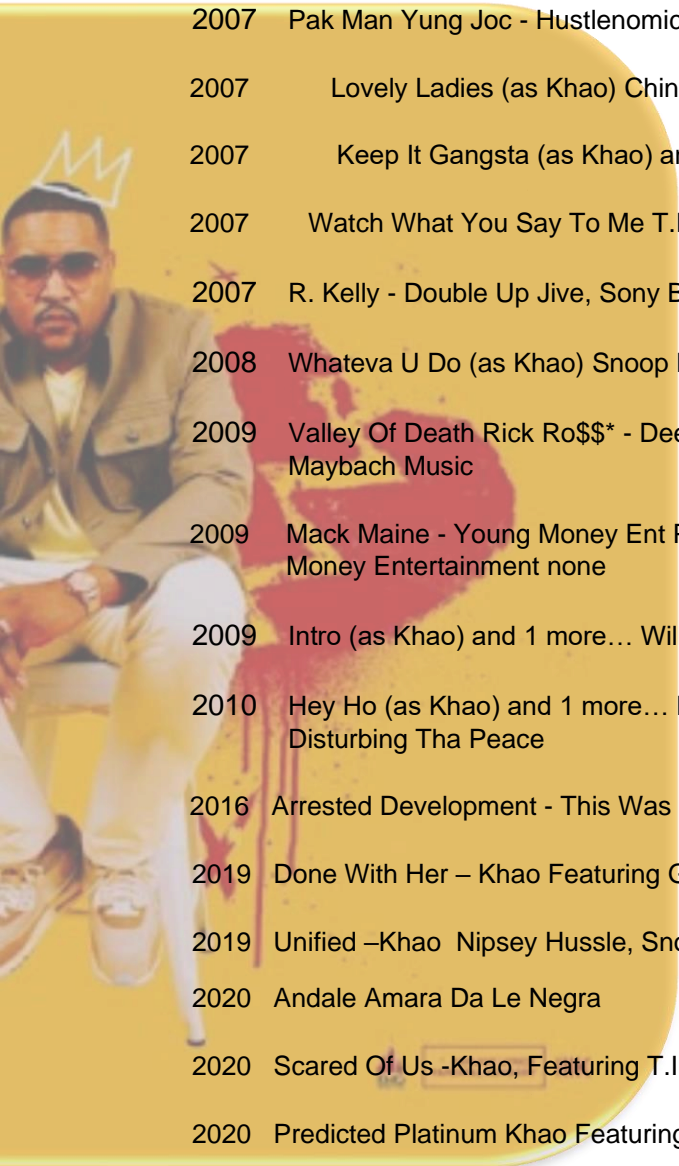 2007 Pak Man Yung Joc - Hustlenomic
2007 Lovely Ladies (as Khao) Chin
2007 Keep It Gangsta (as Khao) a
2007 Watch What You Say To Me T.
2007 R. Kelly - Double Up Jive, Sony B
2008 Whateva U Do (as Khao) Snoop
2009 Valley Of Death Rick Ro$$* - Dee
Maybach Music
2009 Mack Maine - Young Money Ent
Money Entertainment none
2009 Intro (as Khao) and 1 more… Wil
2010 Hey Ho (as Khao) and 1 more…
Disturbing Tha Peace
2016 Arrested Development - This Was
2019 Done With Her – Khao Featuring G
2019 Unified –Khao Nipsey Hussle, Sno
2020 Andale Amara Da Le Negra
2020 Scared Of Us -Khao, Featuring T.I
2020 Predicted Platinum Khao Featuring